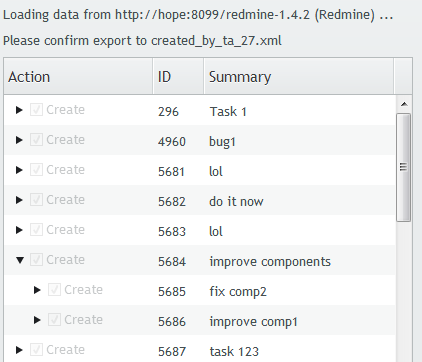 Loading data from http://hope:8099/redmine-1.4.2 (Redmine) ...
Please confirm export to created_by_ta_27.xml
Action ID Summary
Create 296 Task 1
Create 4960 bug1
Create 5681 lol
Create 5682 do it now
Create 5683 lol
Create 5684 improve components
Create 5685 fix comp2
Create 5686 improve comp1
Create 5687 task 123